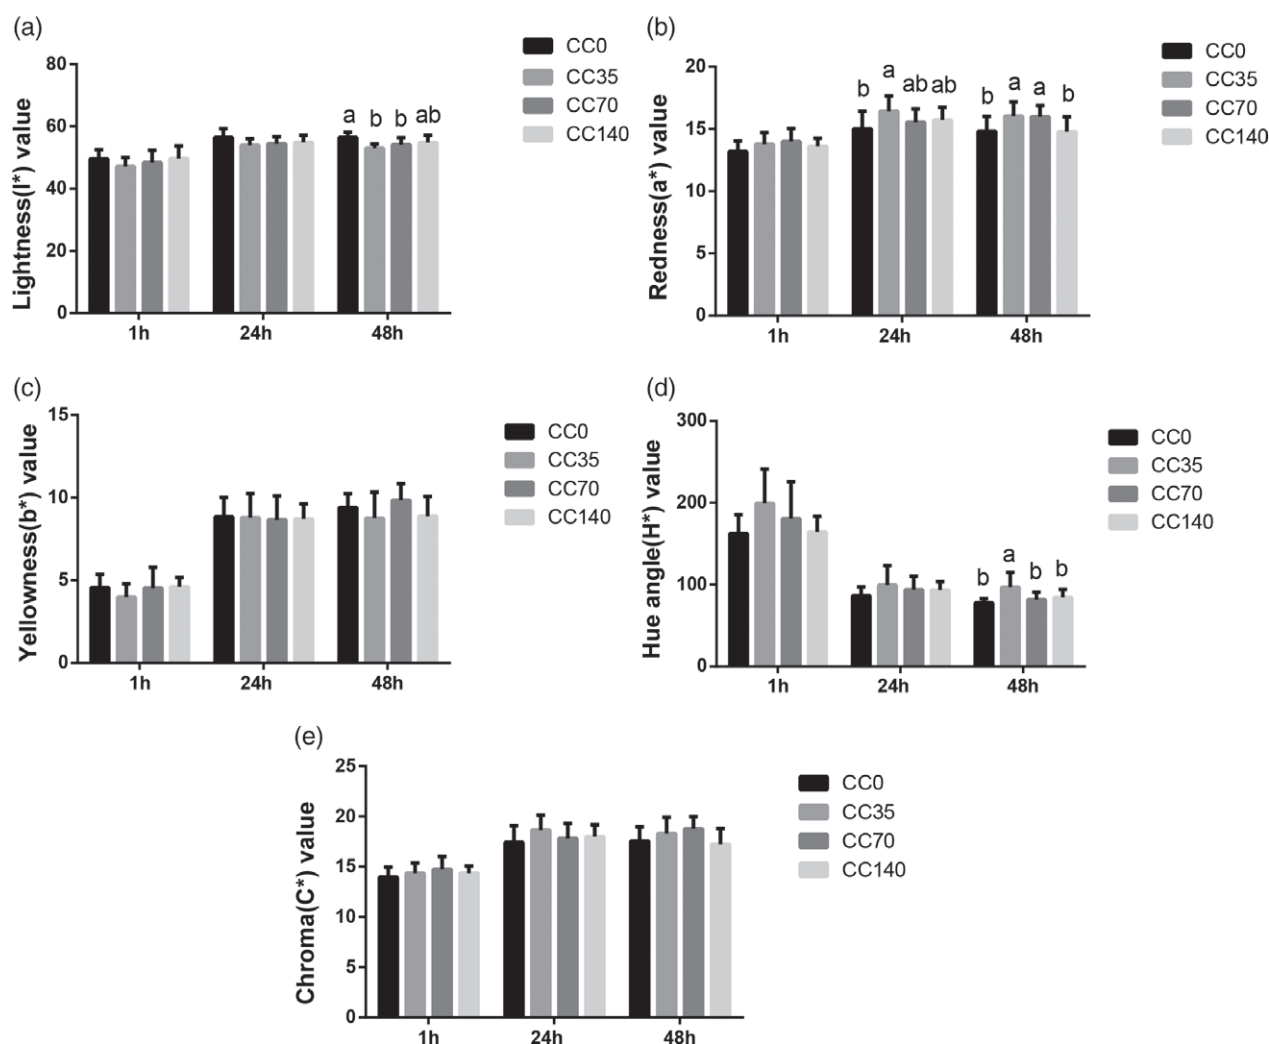 (a)
Lightness(l*) value
80
60
40
20
0
a b b ab
1h 24h 48h
CC0
CC35
CC70
CC140
(b)
Redness(a*) value
20
15
10
5
0
b a ab ab b a a b
1h 24h 48h
CC0
CC35
CC70
CC140
(c)
Yellowness(b*) value
15
10
5
0
1h 24h 48h
CC0
CC35
CC70
CC140
(d)
Hue angle(H*) value
300
200
100
0
b a b b
1h 24h 48h
CC0
CC35
CC70
CC140
(e)
Chroma(C*) value
25
20
15
10
5
0
1h 24h 48h
CC0
CC35
CC70
CC140